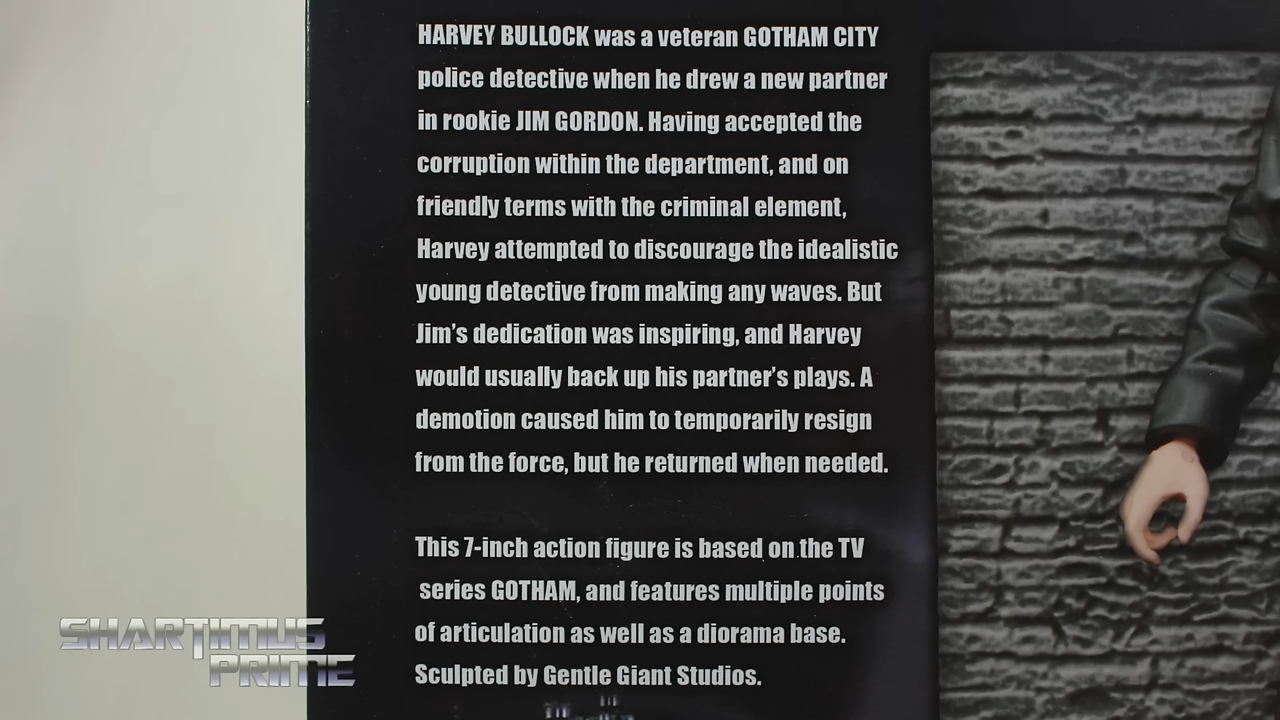 HARVEY BULLOCK was a veteran GOTHAM CITY
police detective when he drew a new partner
in rookie JIM GORDON. Having accepted the
corruption within the department, and on
friendly terms with the criminal element,
Harvey attempted to discourage the idealistic
young detective from making any waves. But
Jim's dedication was inspiring, and Harvey
would usually back up his partner's plays. A
demotion caused him to temporarily resign
from the force, but he returned when needed.
This 7-inch action figure is based on the TV
series GOTHAM, and features multiple points
of articulation as well as a diorama base.
Sculpted by Gentle Giant Studios.
SHARTIMUS
PRIME